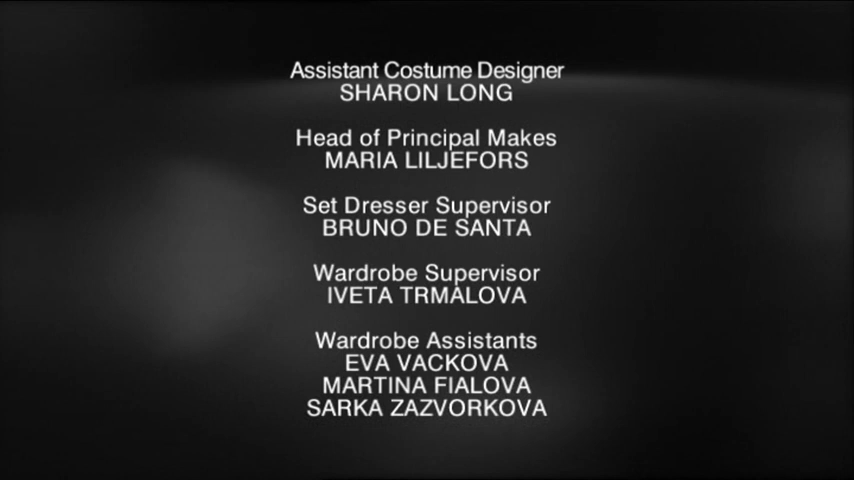 Assistant Costume Designer
SHARON LONG
Head of Principal Makes
MARIA LILJEFORS
Set Dresser Supervisor
BRUNO DE SANTA
Wardrobe Supervisor
IVETA TRMALOVA
Wardrobe Assistants
EVA VACKOVA
MARTINA FIALOVA
SARKA ZAZVORKOVA